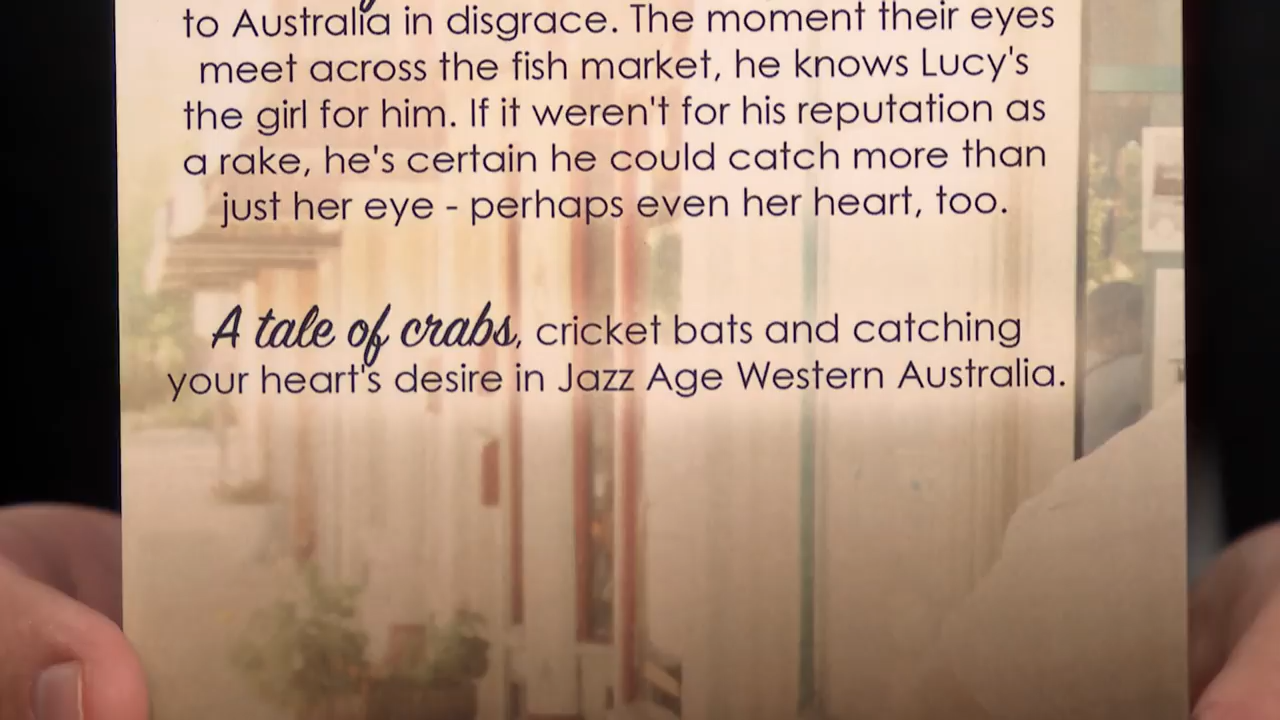 to Australia in disgrace. The moment their eyes
meet across the fish market, he knows Lucy's
the girl for him. If it weren't for his reputation as
a rake, he's certain he could catch more than
just her eye - perhaps even her heart, too.
A tale of crabs, cricket bats and catching
your heart's desire in Jazz Age Western Australia.